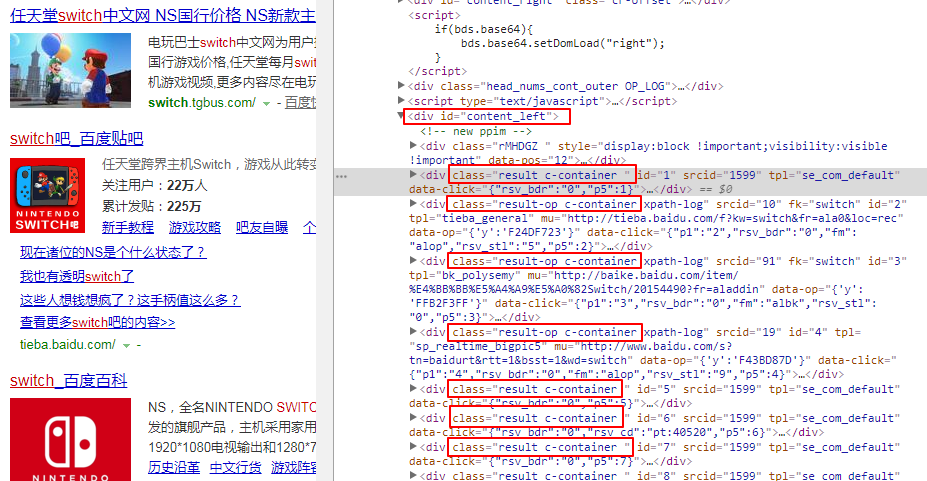 任天堂switch中文网 NS国行价格 NS新款主
电玩巴士switch中文网为用户
国行游戏价格,任天堂每月switc
机游戏视频,更多内容尽在电玩
switch.tgbus.com/ - 百度快
switch吧_百度贴吧
任天堂跨界主机Switch，游戏从此转变
关注用户：22万人
累计发贴：225万
新手教程 游戏攻略 吧友自曝 个
NINTENDO
SWITCH吧
现在诸位的NS是个什么状态了？
我也有透明switch了
这些人想钱想疯了？这手柄值这么多？
查看更多switch吧的内容>>
tieba.baidu.com/ -
switch_百度百科
NS，全名NINTENDO SWITC
发的旗舰产品，主机采用家用
1920*1080电视输出和1280*7
历史沿革 中文行货 游戏阵容
NINTENDO
<div id="content_right" class="cr-offset">…</div>
<script>
if(bds.base64){
bds.base64.setDomLoad("right");
}
</script>
<div class="head_nums_cont_outer OP_LOG">…</div>
<script type="text/javascript">…</script>
<div id="content_left">
<!-- new ppim -->
<div class="rMHDGZ " style="display:block !important;visibility:visible
!important" data-pos="12">…</div>
<div class="result c-container " id="1" srcid="1599" tpl="se_com_default"
data-click="{"rsv_bdr":"0","p5":1}">…</div> == $0
<div class="result-op c-container xpath-log" srcid="10" fk="switch" id="2"
tpl="tieba_general" mu="http://tieba.baidu.com/f?kw=switch&fr=ala0&loc=rec"
data-op="{'y':'F24DF723'}" data-click="{"p1":"2","rsv_bdr":"0","fm":
"alop","rsv_stl":"5","p5":2}">…</div>
<div class="result-op c-container xpath-log" srcid="91" fk="switch" id="3"
tpl="bk_polysemy" mu="http://baike.baidu.com/item/
%E4%BB%BB%E5%A4%A9%E5%A0%82Switch/20154490?fr=aladdin" data-op="{'y':
'FFB2F3FF'}" data-click="{"p1":"3","rsv_bdr":"0","fm":"albk","rsv_stl":
"0","p5":3}">…</div>
<div class="result-op c-container xpath-log" srcid="19" id="4" tpl=
"sp_realtime_bigpic5" mu="http://www.baidu.com/s?
tn=baidurt&rtt=1&bsst=1&wd=switch" data-op="{'y':'F43BD87D'}" data-click=
"{"p1":"4","rsv_bdr":"0","fm":"alop","rsv_stl":"9","p5":4}">…</div>
<div class="result c-container " id="5" srcid="1599" tpl="se_com_default"
data-click="{"rsv_bdr":"0","p5":5}">…</div>
<div class="result c-container " id="6" srcid="1599" tpl="se_com_default"
data-click="{"rsv_bdr":"0","rsv_cd":"pt:40520","p5":6}">…</div>
<div class="result c-container " id="7" srcid="1599" tpl="se_com_default"
data-click="{"rsv_bdr":"0","p5":7}">…</div>
<div class="result c-container " id="8" srcid="1599" tpl="se_com_default"